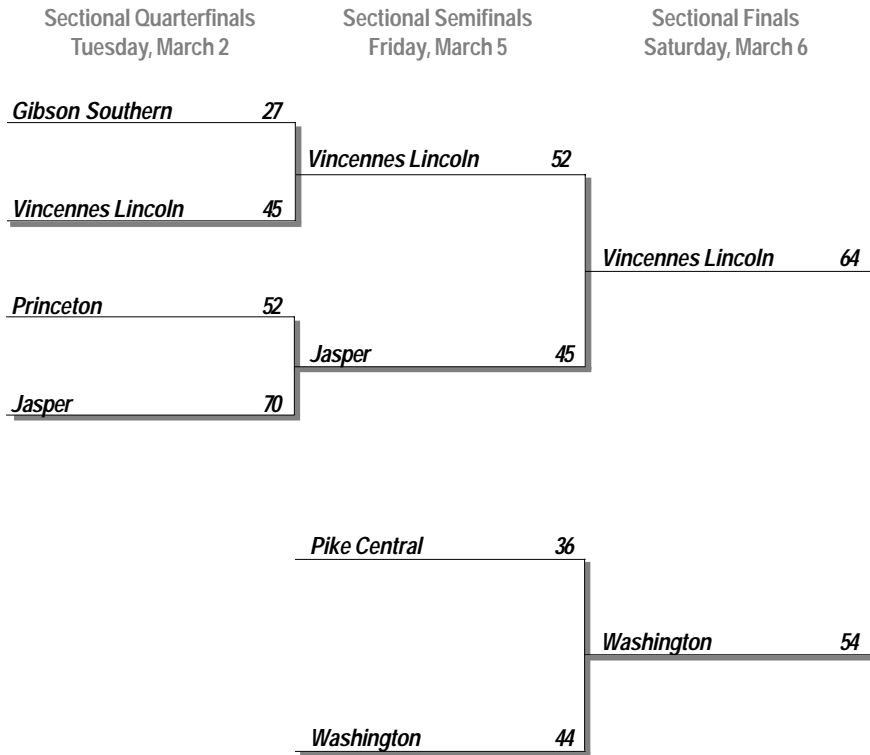 Sectional Quarterfinals Sectional Semifinals Sectional Finals
Tuesday, March 2 Friday, March 5 Saturday, March 6
Gibson Southern 27
Vincennes Lincoln 52
Vincennes Lincoln 45
Vincennes Lincoln 64
Princeton 52
Jasper 45
Jasper 70
Pike Central 36
Washington 54
Washington 44